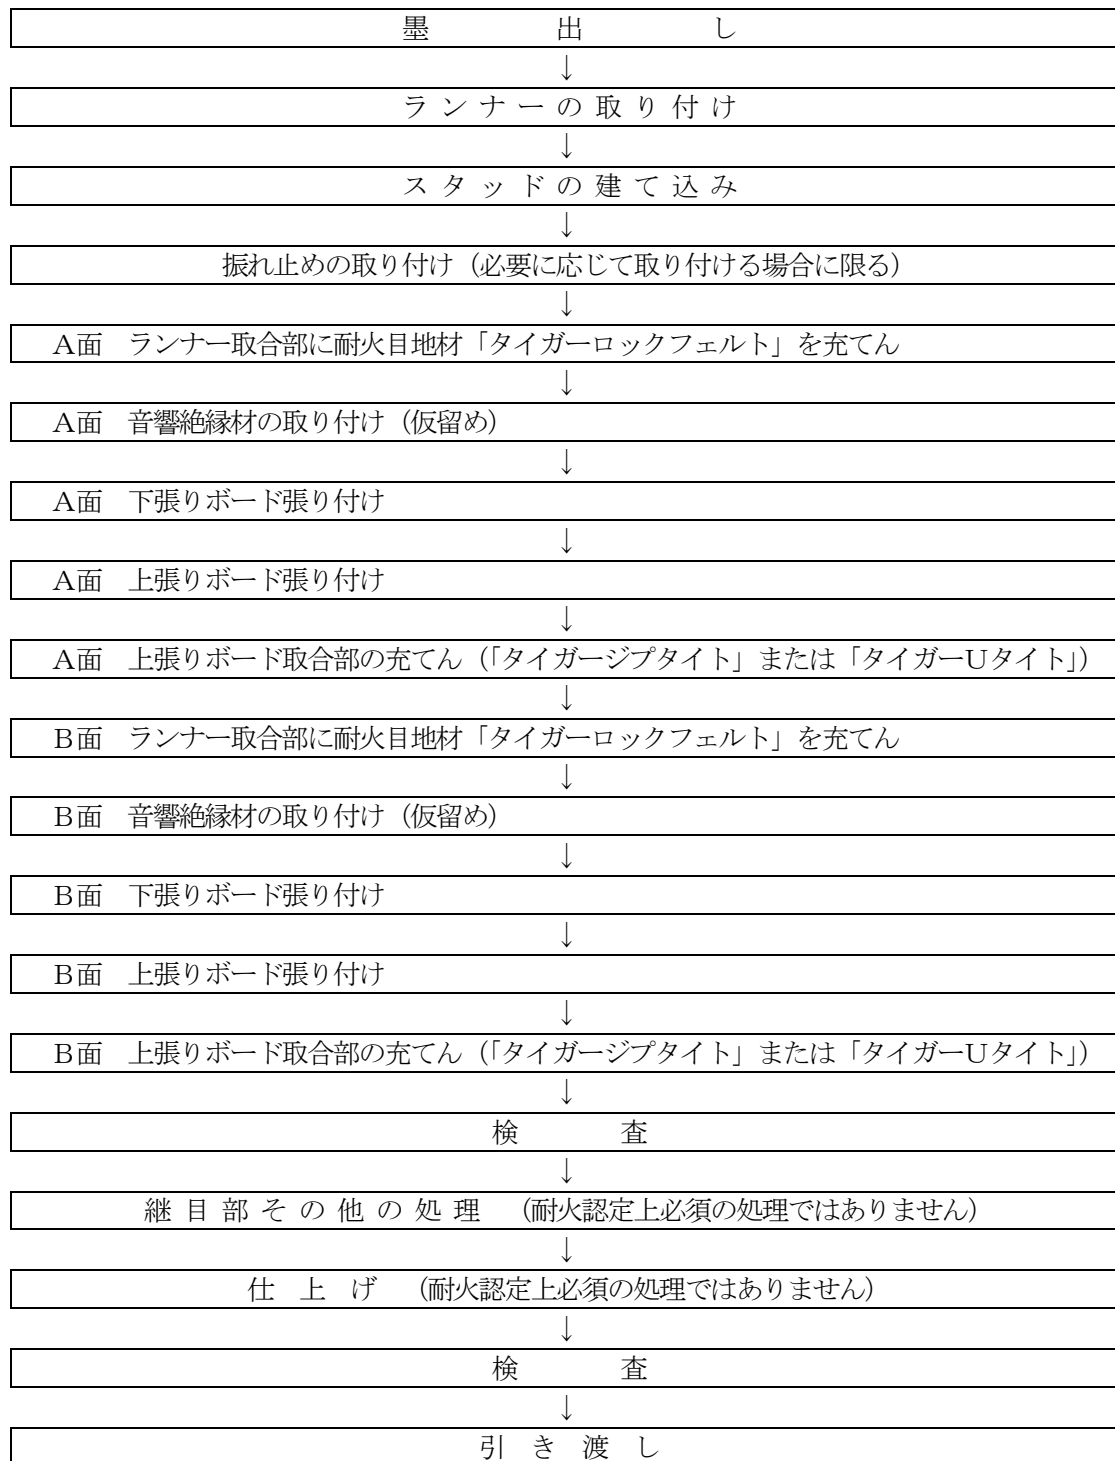 墨出し
↓
ランナーの取り付け
↓
スタッドの建て込み
↓
振れ止めの取り付け（必要に応じて取り付ける場合に限る）
↓
A面　ランナー取合部に耐火目地材「タイガーロックフェルト」を充てん
↓
A面　音響絶縁材の取り付け（仮留め）
↓
A面　下張りボード張り付け
↓
A面　上張りボード張り付け
↓
A面　上張りボード取合部の充てん（「タイガージプタイト」または「タイガーUタイト」）
↓
B面　ランナー取合部に耐火目地材「タイガーロックフェルト」を充てん
↓
B面　音響絶縁材の取り付け（仮留め）
↓
B面　下張りボード張り付け
↓
B面　上張りボード張り付け
↓
B面　上張りボード取合部の充てん（「タイガージプタイト」または「タイガーUタイト」）
↓
検査
↓
継目部その他の処理　（耐火認定上必須の処理ではありません）
↓
仕上げ　（耐火認定上必須の処理ではありません）
↓
検査
↓
引き渡し